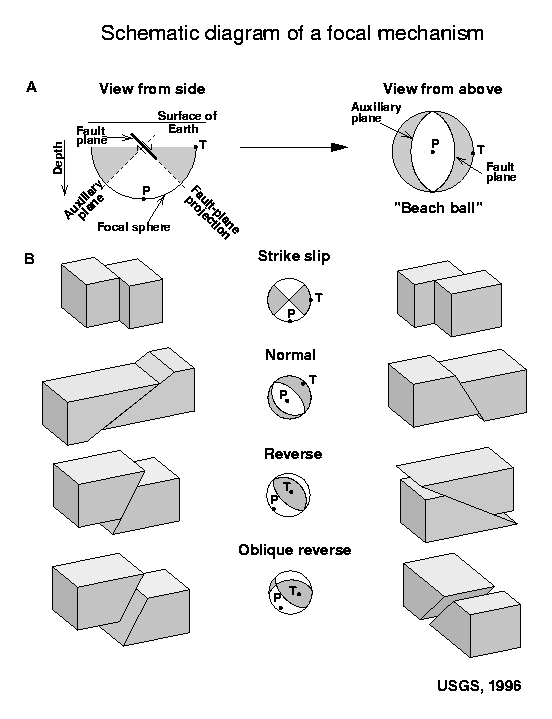 Schematic diagram of a focal mechanism
A
View from side
View from above
Surface of
Earth
Fault
plane
T
Depth
P
Auxiliary
plane
Fault-plane
projection
Focal sphere
Auxiliary
plane
P
T
Fault
plane
"Beach ball"
B
Strike slip
T
P
Normal
T
P
Reverse
T
P
Oblique reverse
T
P
USGS, 1996